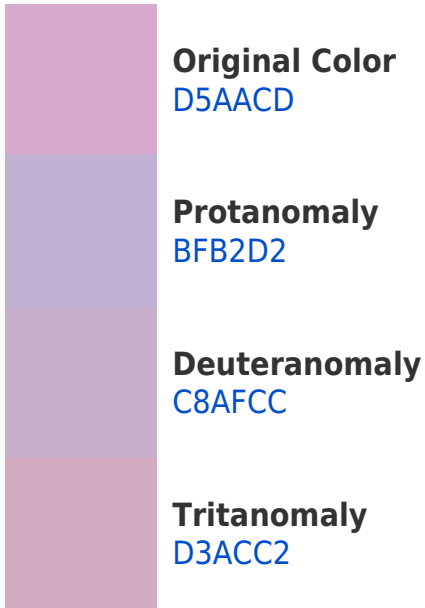 Original Color
D5AACD
Protanomaly
BFB2D2
Deuteranomaly
C8AFCC
Tritanomaly
D3ACC2